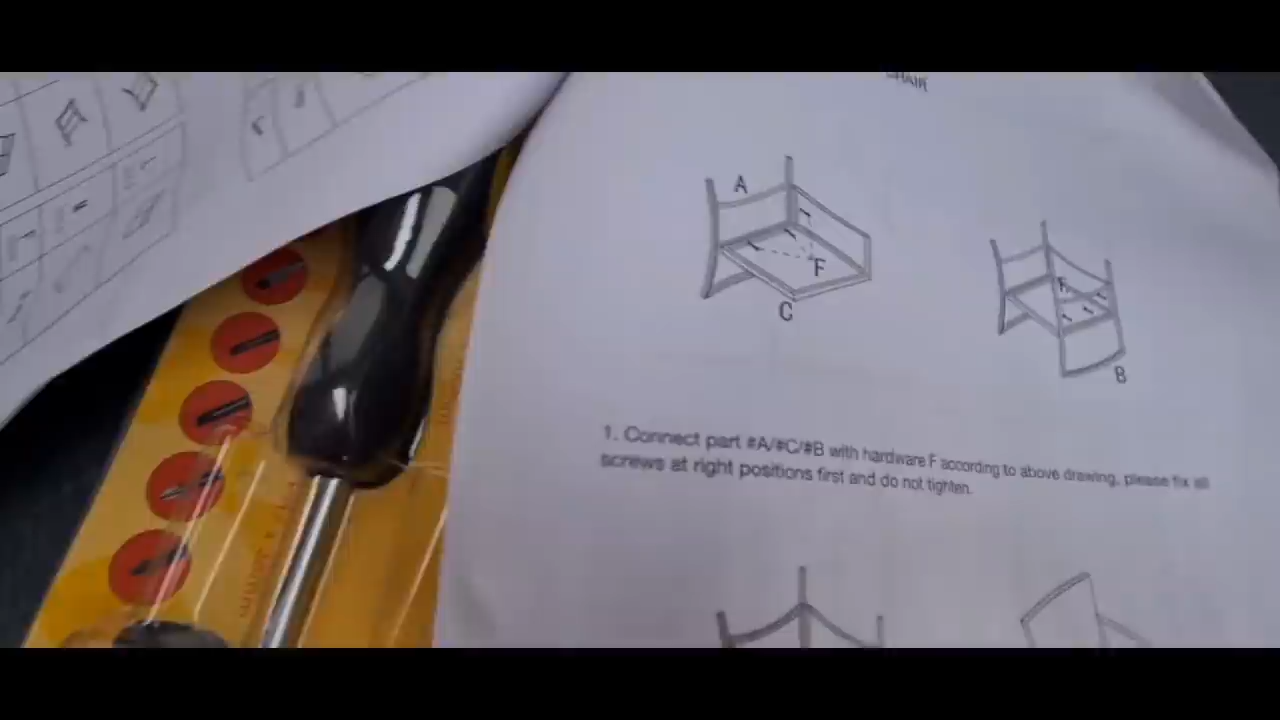 CHAIR
A
F
C
F
B
1. Connect part #A/#C/#B with hardware F according to above drawing, please fix all
screws at right positions first and do not tighten.